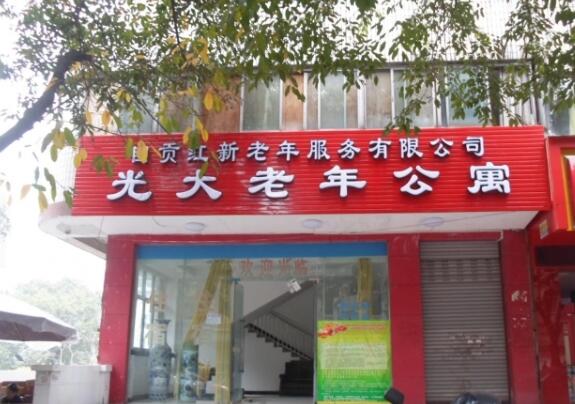 自贡红新老年服务有限公司
光大老年公寓
欢迎光临